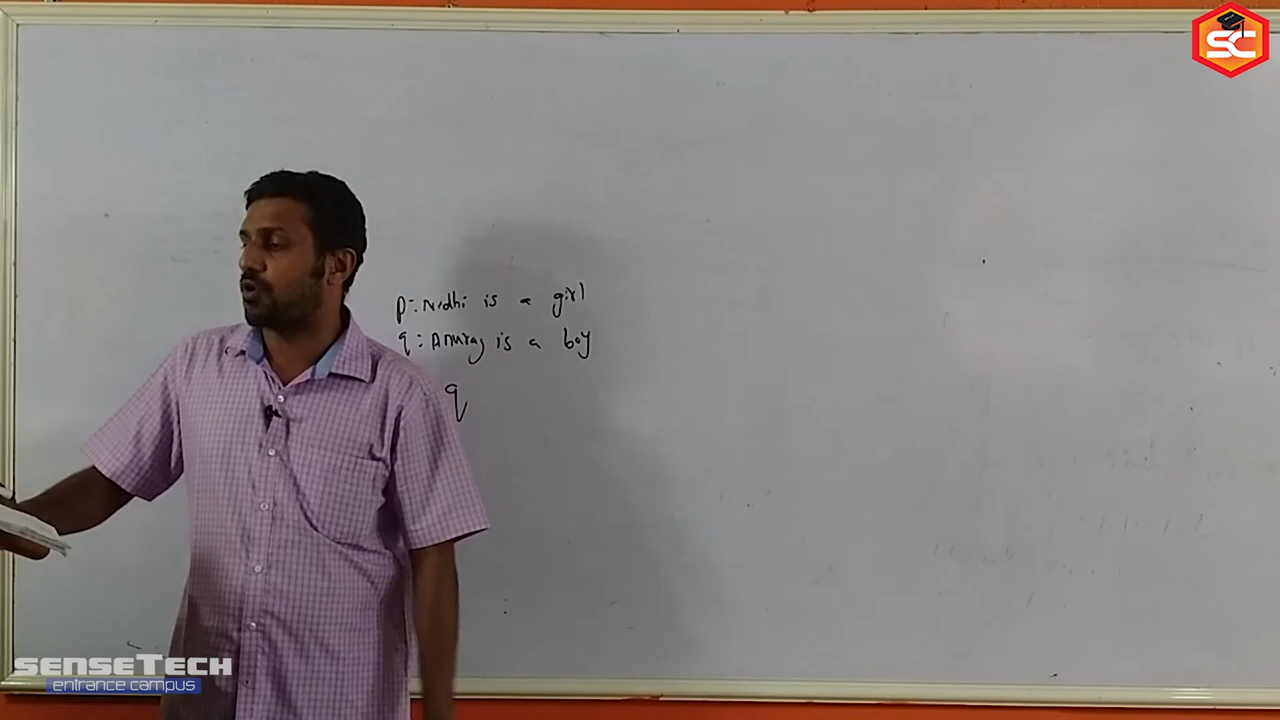 SC
p: Nidhi is a girl
q: Anurag is a boy
q
SENSETECH
entrance campus